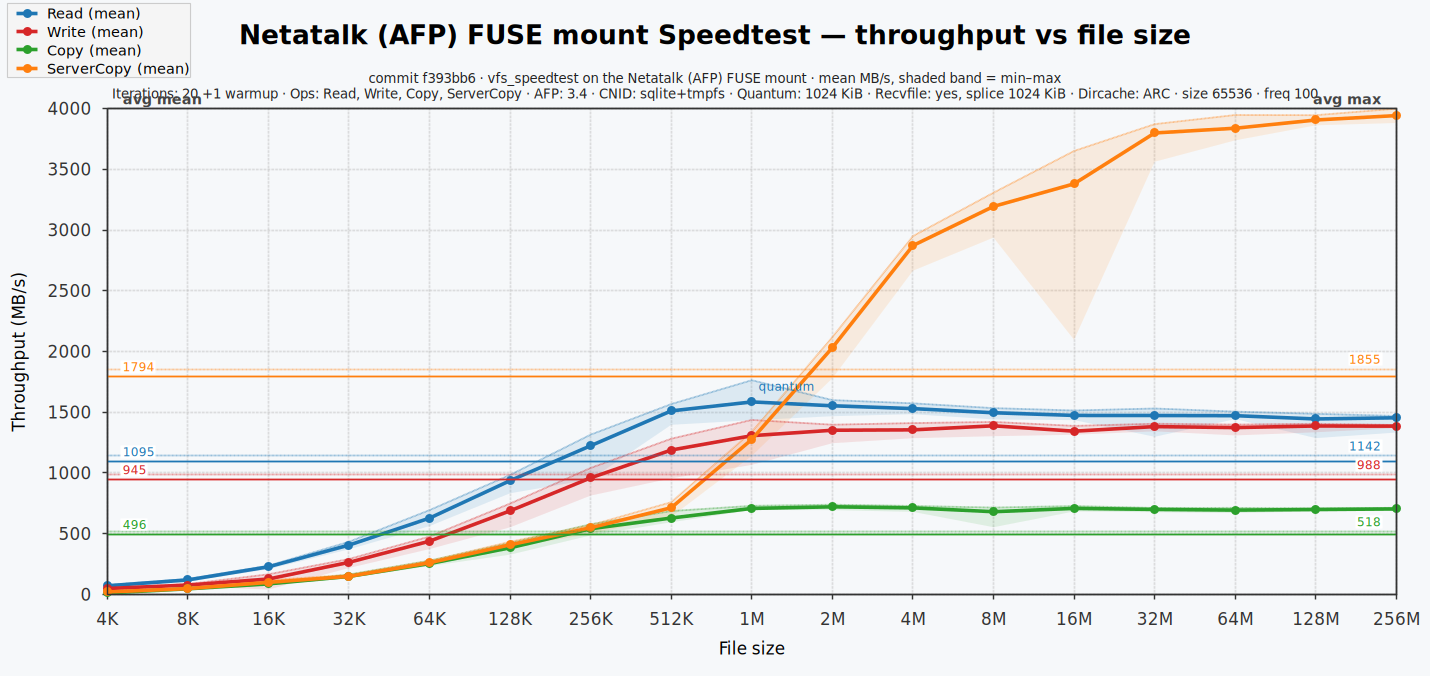 Read (mean)
Write (mean)
Copy (mean)
ServerCopy (mean)
Netatalk (AFP) FUSE mount Speedtest — throughput vs file size
commit f393bb6 · vfs_speedtest on the Netatalk (AFP) FUSE mount · mean MB/s, shaded band = min–max
Iterations: 20 +1 warmup · Ops: Read, Write, Copy, ServerCopy · AFP: 3.4 · CNID: sqlite+tmpfs · Quantum: 1024 KiB · Recvfile: yes, splice 1024 KiB · Dircache: ARC · size 65536 · freq 100
avg mean
avg max
4000
3500
3000
2500
2000
1500
1000
500
0
Throughput (MB/s)
1794
1855
quantum
1095
1142
945
988
496
518
4K 8K 16K 32K 64K 128K 256K 512K 1M 2M 4M 8M 16M 32M 64M 128M 256M
File size